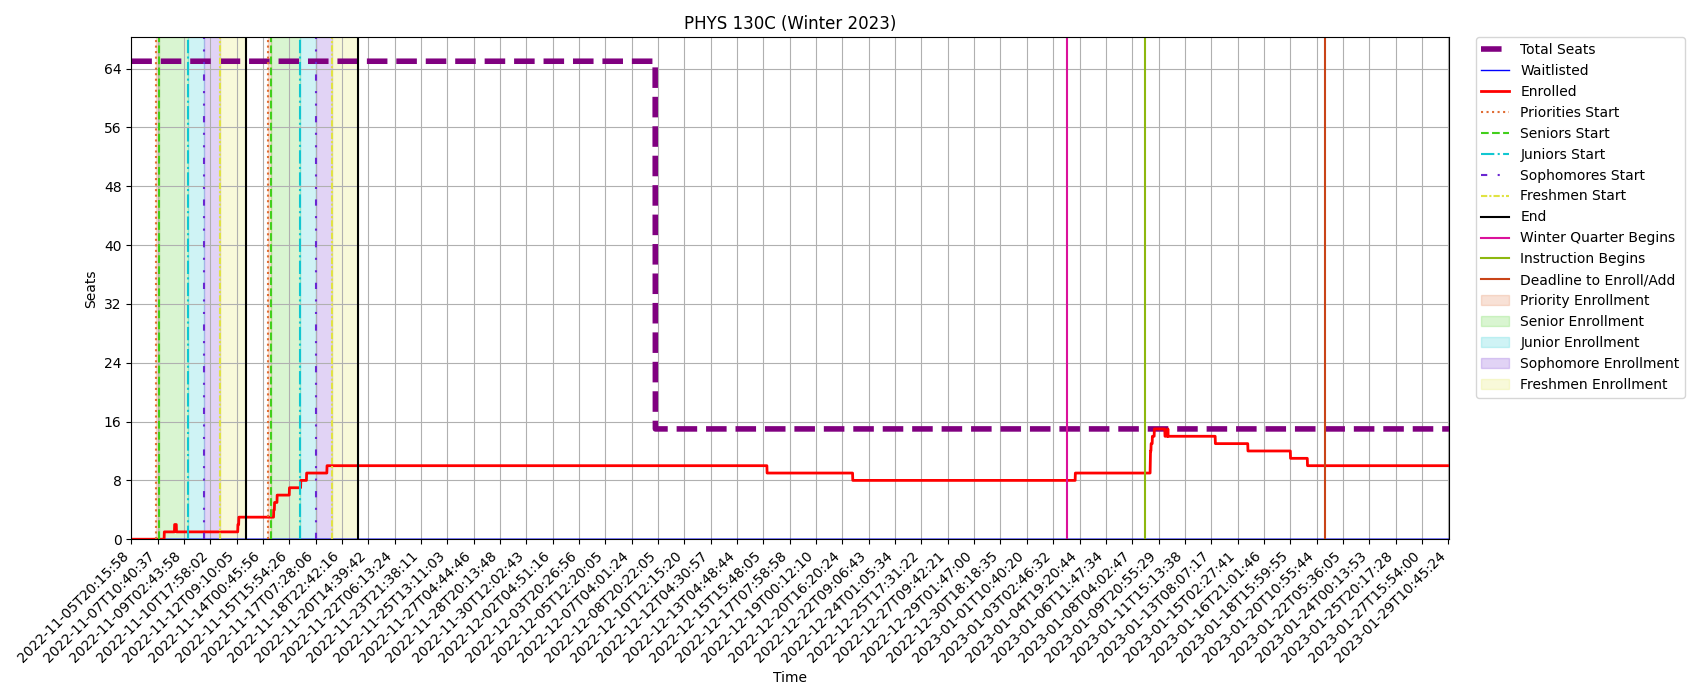 PHYS 130C (Winter 2023)
Seats
64
56
48
40
32
24
16
8
0
2022-11-05T20:15:58
2022-11-07T10:40:37
2022-11-09T02:43:58
2022-11-10T17:58:02
2022-11-12T09:10:05
2022-11-14T00:45:56
2022-11-15T15:54:26
2022-11-17T07:28:06
2022-11-18T22:42:16
2022-11-20T14:39:42
2022-11-22T06:13:24
2022-11-23T21:38:11
2022-11-25T13:11:03
2022-11-27T04:44:46
2022-11-28T20:13:49
2022-11-30T12:02:43
2022-12-02T04:51:16
2022-12-03T20:26:56
2022-12-05T12:20:05
2022-12-07T04:01:24
2022-12-08T20:22:05
2022-12-10T12:15:20
2022-12-12T04:30:57
2022-12-13T04:48:44
2022-12-15T15:48:05
2022-12-17T07:58:58
2022-12-19T00:12:10
2022-12-20T16:20:24
2022-12-22T09:06:43
2022-12-24T01:05:34
2022-12-25T17:31:22
2022-12-27T09:42:21
2022-12-29T01:47:00
2022-12-30T18:18:35
2023-01-01T10:40:20
2023-01-03T02:46:32
2023-01-04T19:20:44
2023-01-06T11:47:34
2023-01-08T04:02:47
2023-01-09T20:55:29
2023-01-11T15:13:38
2023-01-13T08:07:17
2023-01-15T02:27:41
2023-01-16T21:01:46
2023-01-18T15:59:55
2023-01-20T10:55:44
2023-01-22T05:36:05
2023-01-24T00:13:53
2023-01-25T20:17:28
2023-01-27T15:54:00
2023-01-29T10:45:24
Time
Total Seats
Waitlisted
Enrolled
Priorities Start
Seniors Start
Juniors Start
Sophomores Start
Freshmen Start
End
Winter Quarter Begins
Instruction Begins
Deadline to Enroll/Add
Priority Enrollment
Senior Enrollment
Junior Enrollment
Sophomore Enrollment
Freshmen Enrollment